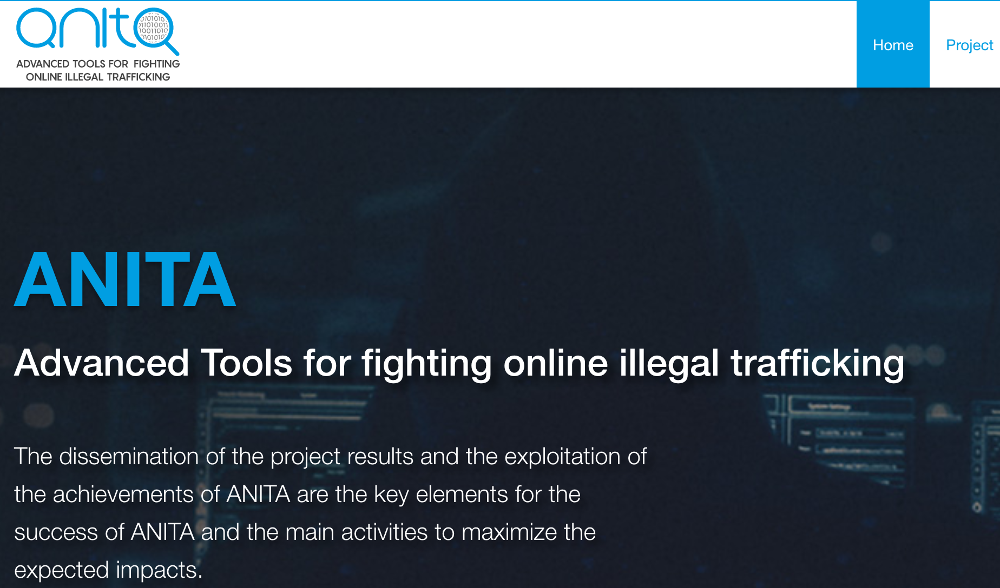 anita
ADVANCED TOOLS FOR FIGHTING
ONLINE ILLEGAL TRAFFICKING
Home
Project
ANITA
Advanced Tools for fighting online illegal trafficking
System Settings
The dissemination of the project results and the exploitation of
the achievements of ANITA are the key elements for the
success of ANITA and the main activities to maximize the
expected impacts.